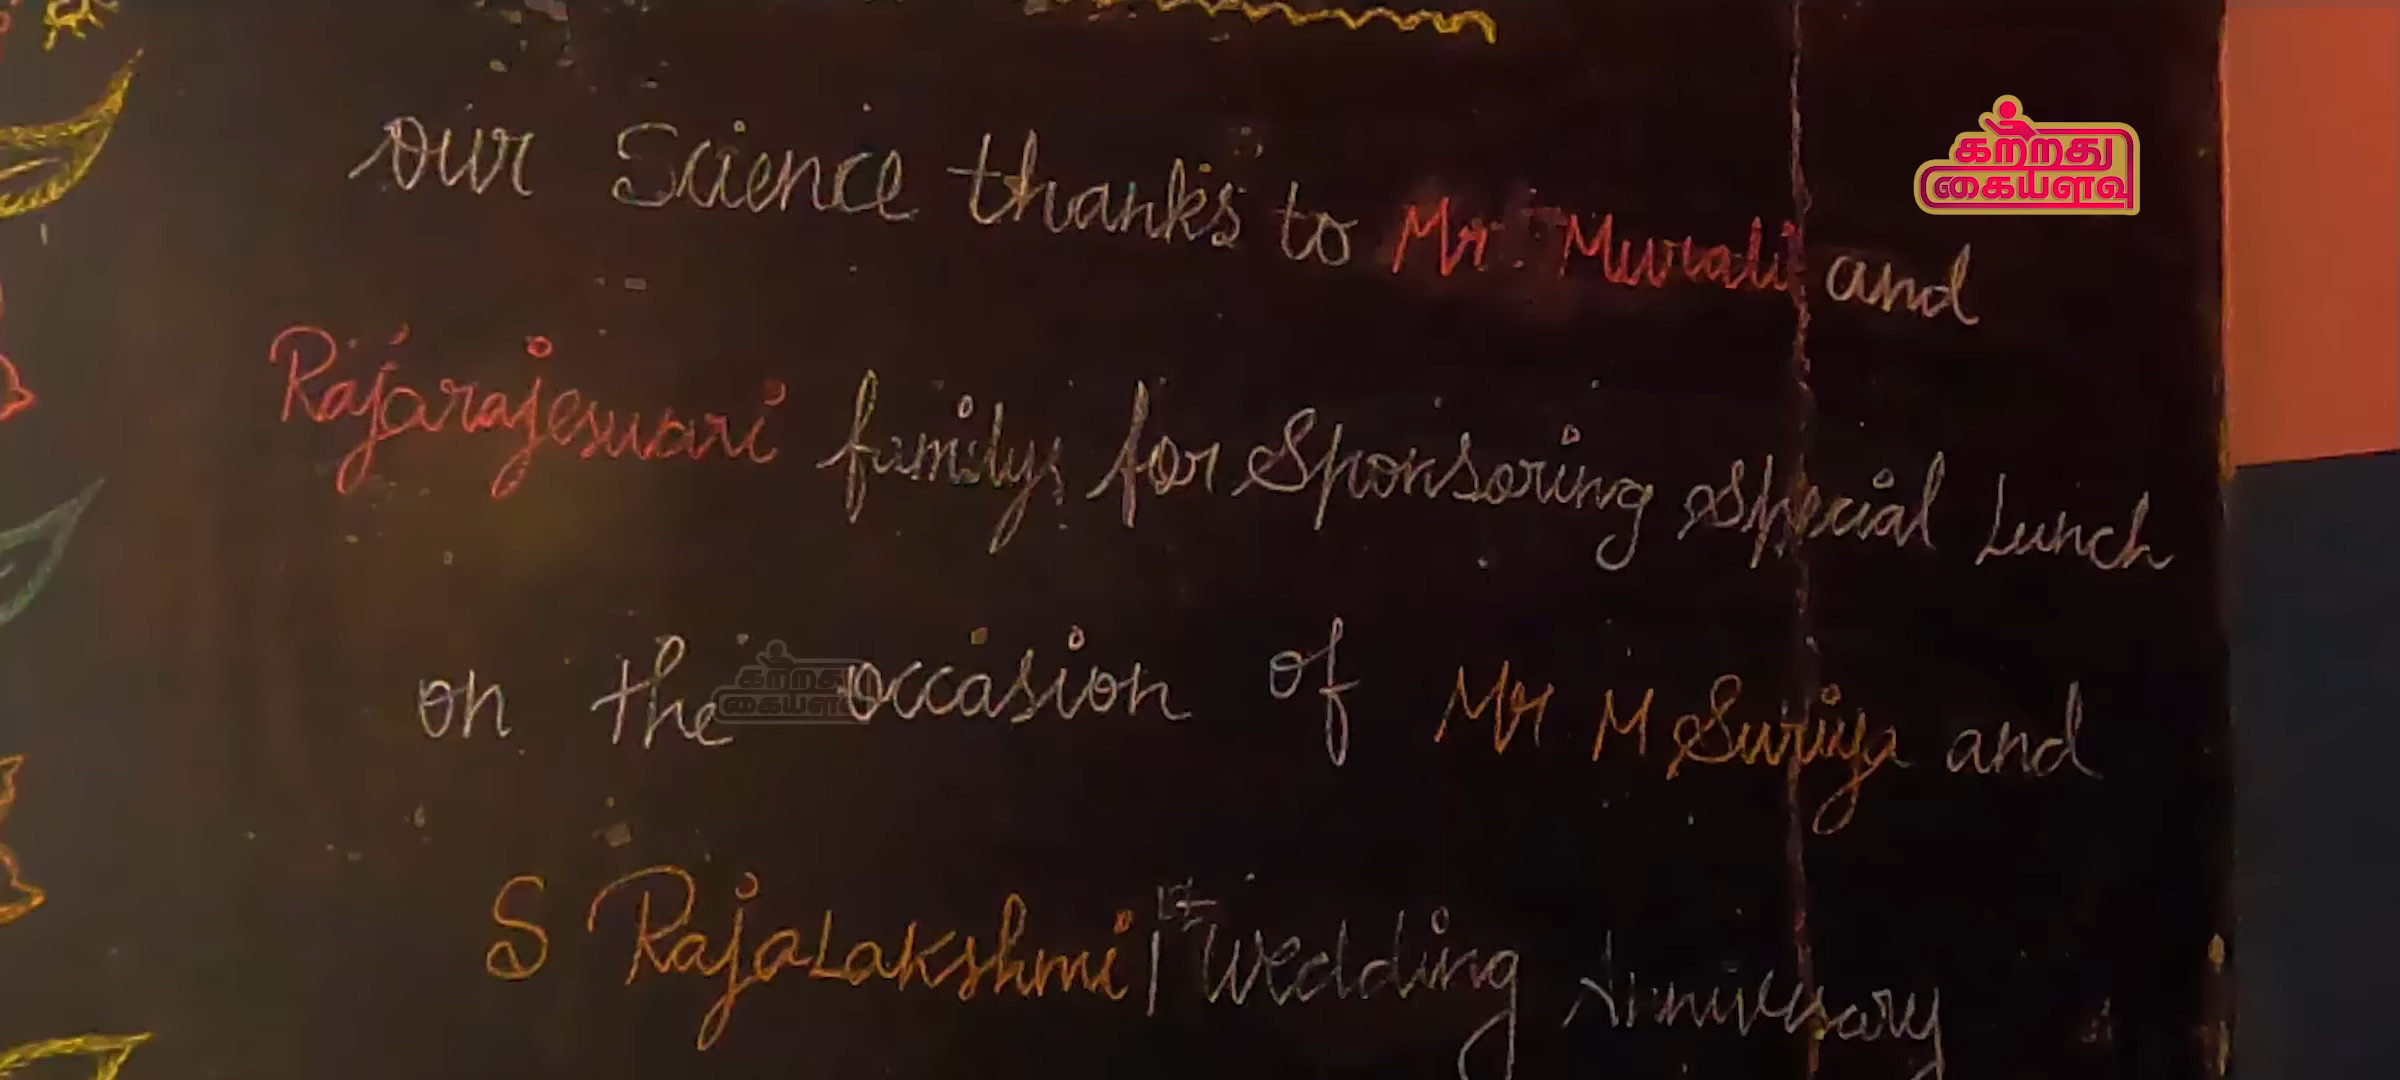 கற்றது
கையளவு
our Science thanks to Mr. Murali and
Rajarajeswari family for Sponsoring Special Lunch
on the occasion of Mr M Suriya and
S RajaLakshmi 1st Wedding Anniversary